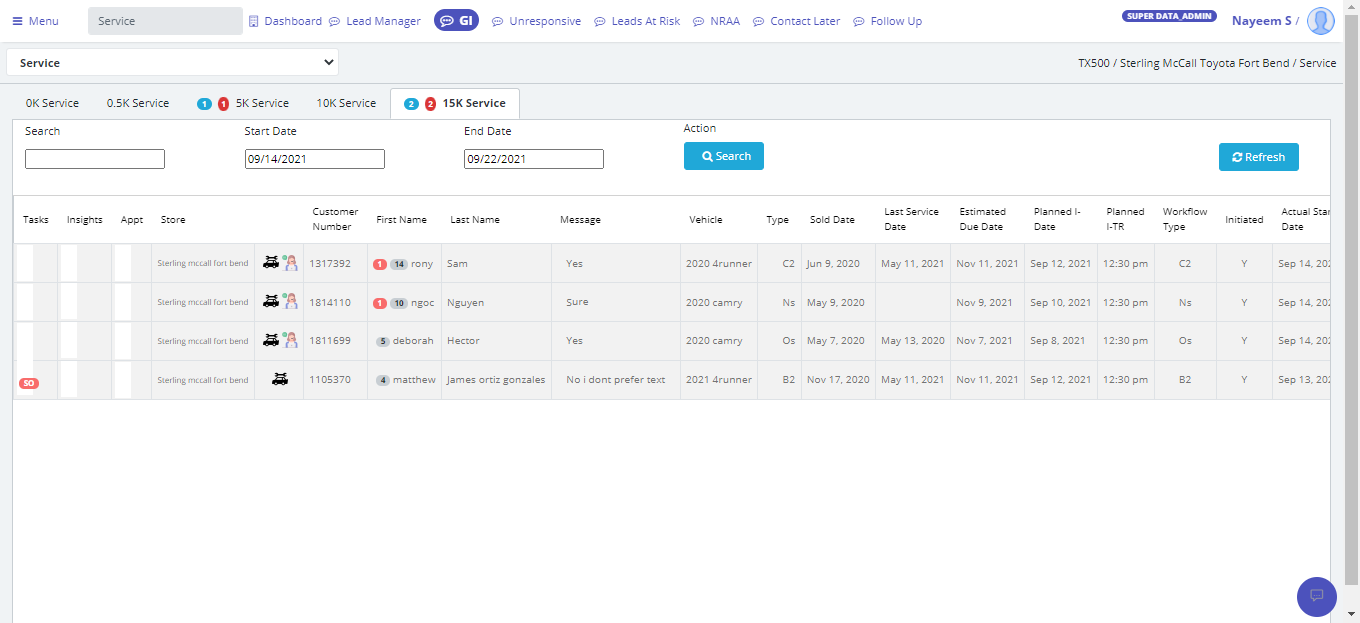 Menu Service Dashboard Lead Manager GI Unresponsive Leads At Risk NRAA Contact Later Follow Up SUPER DATA_ADMIN Nayeem S /
Service TX500 / Sterling McCall Toyota Fort Bend / Service
0K Service 0.5K Service 1 1 5K Service 10K Service 2 2 15K Service
Search Start Date End Date Action
09/14/2021 09/22/2021 Search Refresh
Tasks Insights Appt Store Customer Number First Name Last Name Message Vehicle Type Sold Date Last Service Date Estimated Due Date Planned I-Date Planned I-TR Workflow Type Initiated Actual Star Date
Sterling mccall fort bend 1317392 1 14 rony Sam Yes 2020 4runner C2 Jun 9, 2020 May 11, 2021 Nov 11, 2021 Sep 12, 2021 12:30 pm C2 Y Sep 14, 202
Sterling mccall fort bend 1814110 1 10 ngoc Nguyen Sure 2020 camry Ns May 9, 2020 Nov 9, 2021 Sep 10, 2021 12:30 pm Ns Y Sep 14, 202
Sterling mccall fort bend 1811699 5 deborah Hector Yes 2020 camry Os May 7, 2020 May 13, 2020 Nov 7, 2021 Sep 8, 2021 12:30 pm Os Y Sep 14, 202
SO Sterling mccall fort bend 1105370 4 matthew James ortiz gonzales No i dont prefer text 2021 4runner B2 Nov 17, 2020 May 11, 2021 Nov 11, 2021 Sep 12, 2021 12:30 pm B2 Y Sep 13, 202